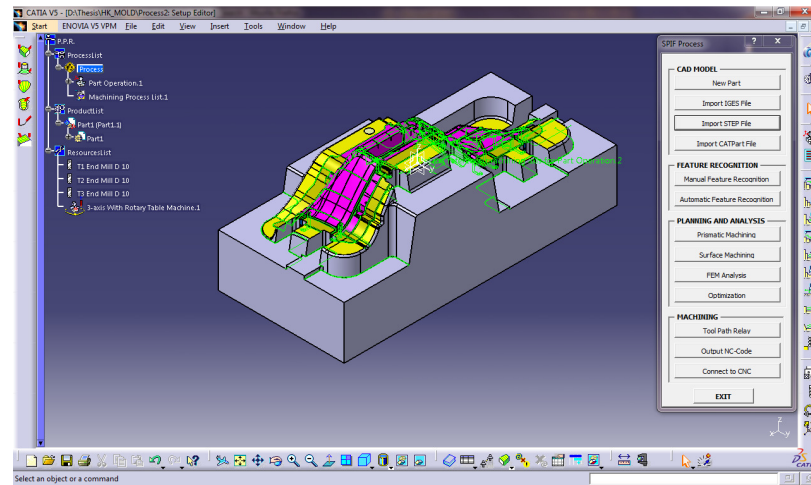 CATIA V5 - [D:\Thesis\HK_MOLD\Process2: Setup Editor]
Start ENOVIA V5 VPM File Edit View Insert Tools Window Help
P.P.R.
ProcessList
Process
Part Operation.1
Machining Process List.1
ProductList
Part1 (Part1.1)
Part1
ResourcesList
T1 End Mill D 10
T2 End Mill D 10
T3 End Mill D 10
3-axis With Rotary Table Machine.1
Part Operation.2
SPIF Process
CAD MODEL
New Part
Import IGES File
Import STEP File
Import CATPart File
FEATURE RECOGNITION
Manual Feature Recognition
Automatic Feature Recognition
PLANNING AND ANALYSIS
Prismatic Machining
Surface Machining
FEM Analysis
Optimization
MACHINING
Tool Path Relay
Output NC-Code
Connect to CNC
EXIT
Select an object or a command